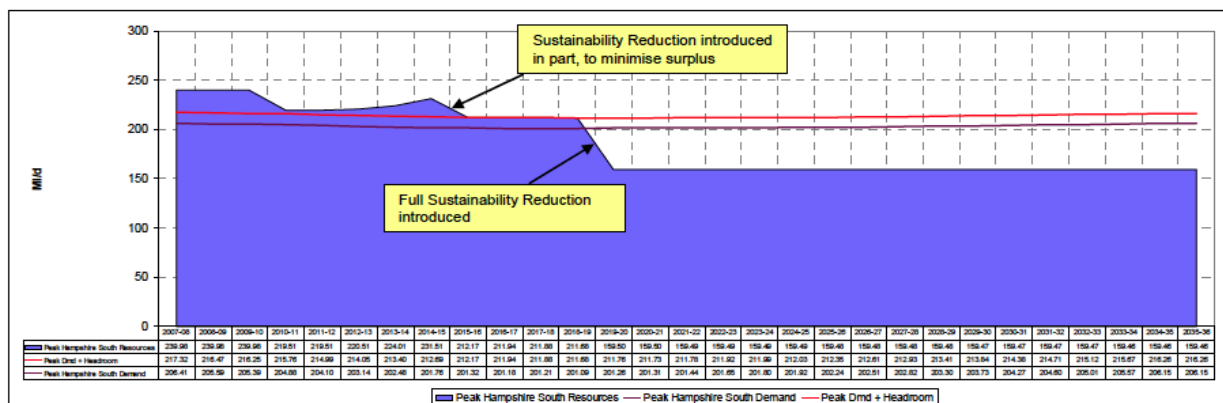 300
250
200
150
100
50
0
Ml/d
Sustainability Reduction introduced
in part, to minimise surplus
Full Sustainability Reduction
introduced
2007-08 2008-09 2009-10 2010-11 2011-12 2012-13 2013-14 2014-15 2015-16 2016-17 2017-18 2018-19 2019-20 2020-21 2021-22 2022-23 2023-24 2024-25 2025-26 2026-27 2027-28 2028-29 2029-30 2030-31 2031-32 2032-33 2033-34 2034-35 2035-36
Peak Hampshire South Resources 239.96 239.96 239.96 219.51 219.51 220.51 224.01 231.51 212.17 211.94 211.88 211.68 159.50 159.50 159.49 159.49 159.49 159.49 159.48 159.48 159.48 159.48 159.47 159.47 159.47 159.47 159.46 159.46 159.46
Peak Dmd + Headroom 217.32 216.47 216.25 215.76 214.99 214.05 213.40 212.69 212.17 211.94 211.88 211.68 211.76 211.73 211.78 211.92 211.99 212.03 212.35 212.61 212.93 213.41 213.84 214.38 214.71 215.12 215.67 216.26 216.26
Peak Hampshire South Demand 206.41 205.59 205.39 204.88 204.10 203.14 202.48 201.76 201.32 201.18 201.21 201.09 201.26 201.31 201.44 201.65 201.80 201.92 202.24 202.51 202.82 203.30 203.73 204.27 204.60 205.01 205.57 206.15 206.15
Peak Hampshire South Resources Peak Hampshire South Demand Peak Dmd + Headroom